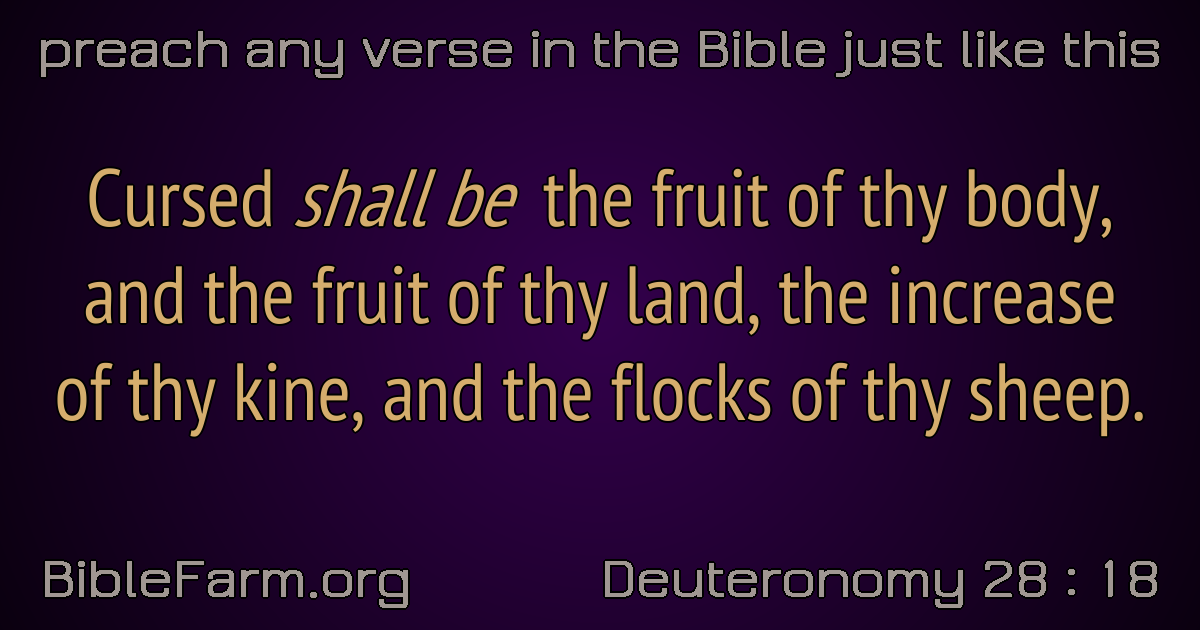 preach any verse in the Bible just like this
Cursed shall be the fruit of thy body,
and the fruit of thy land, the increase
of thy kine, and the flocks of thy sheep.
BibleFarm.org
Deuteronomy 28 : 18